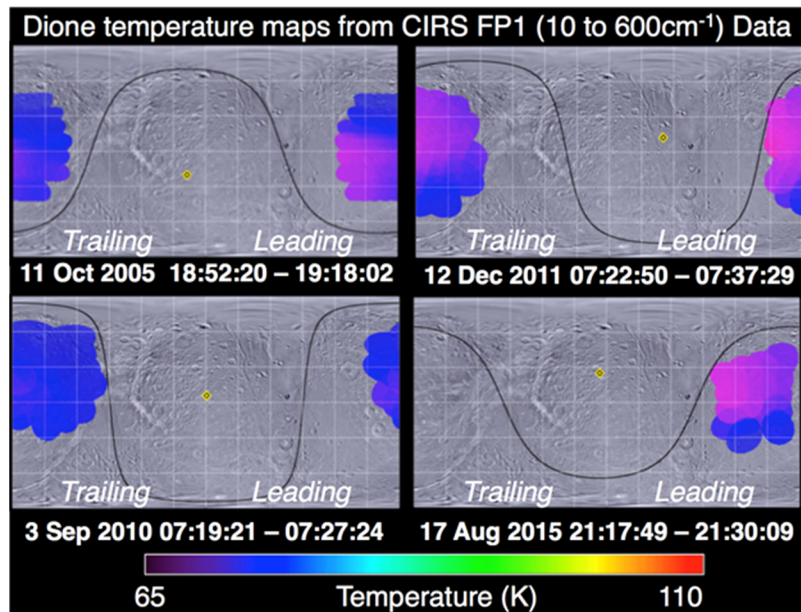 Dione temperature maps from CIRS FP1 (10 to 600cm⁻¹) Data
Trailing Leading
11 Oct 2005 18:52:20 – 19:18:02
Trailing Leading
12 Dec 2011 07:22:50 – 07:37:29
Trailing Leading
3 Sep 2010 07:19:21 – 07:27:24
Trailing Leading
17 Aug 2015 21:17:49 – 21:30:09
65 Temperature (K) 110